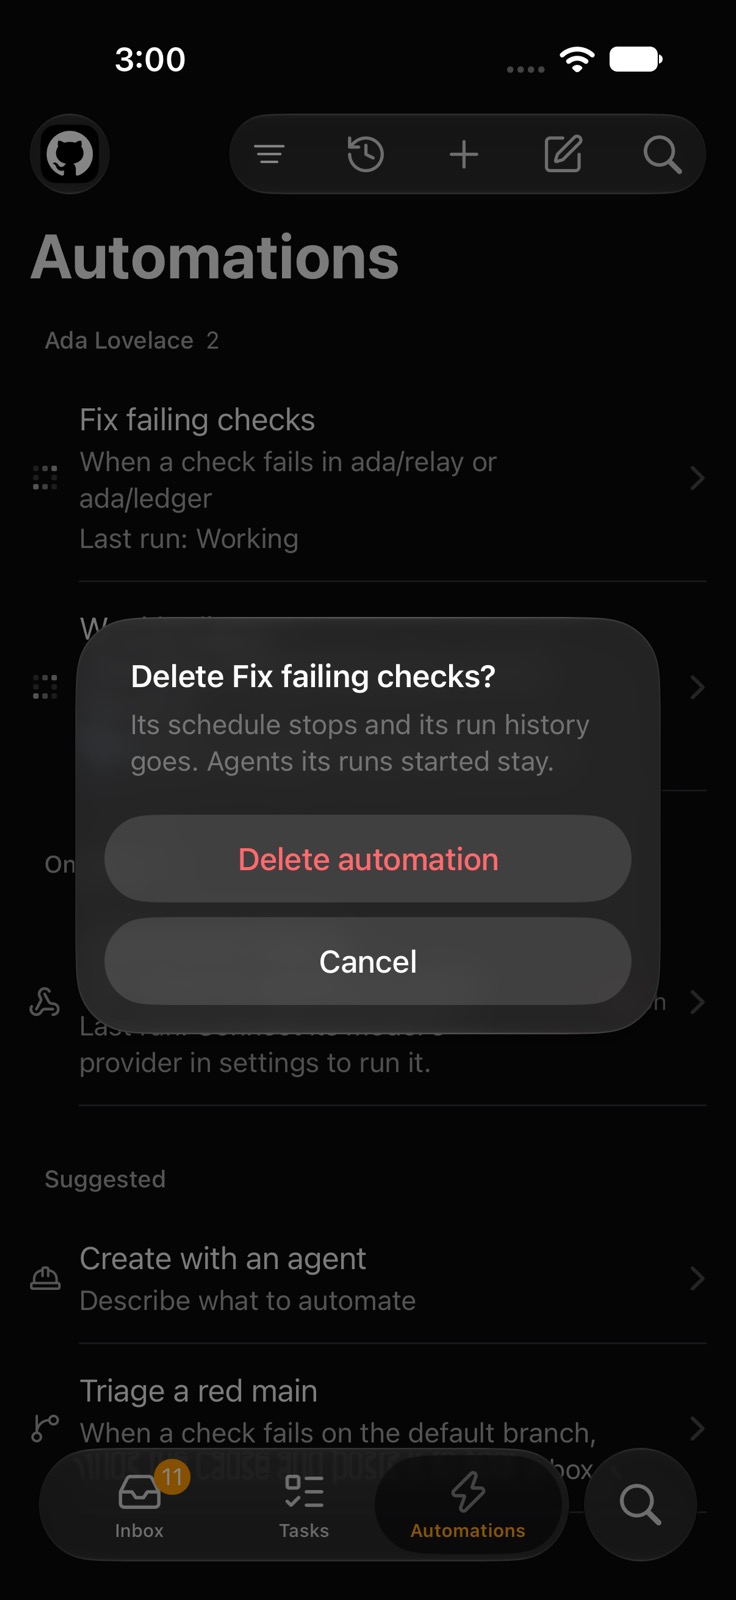 3:00
Automations
Ada Lovelace 2
Fix failing checks
When a check fails in ada/relay or
ada/ledger
Last run: Working
Delete Fix failing checks?
Its schedule stops and its run history
goes. Agents its runs started stay.
Delete automation
Cancel
provider in settings to run it.
Suggested
Create with an agent
Describe what to automate
Triage a red main
When a check fails on the default branch,
11
Inbox
Tasks
Automations